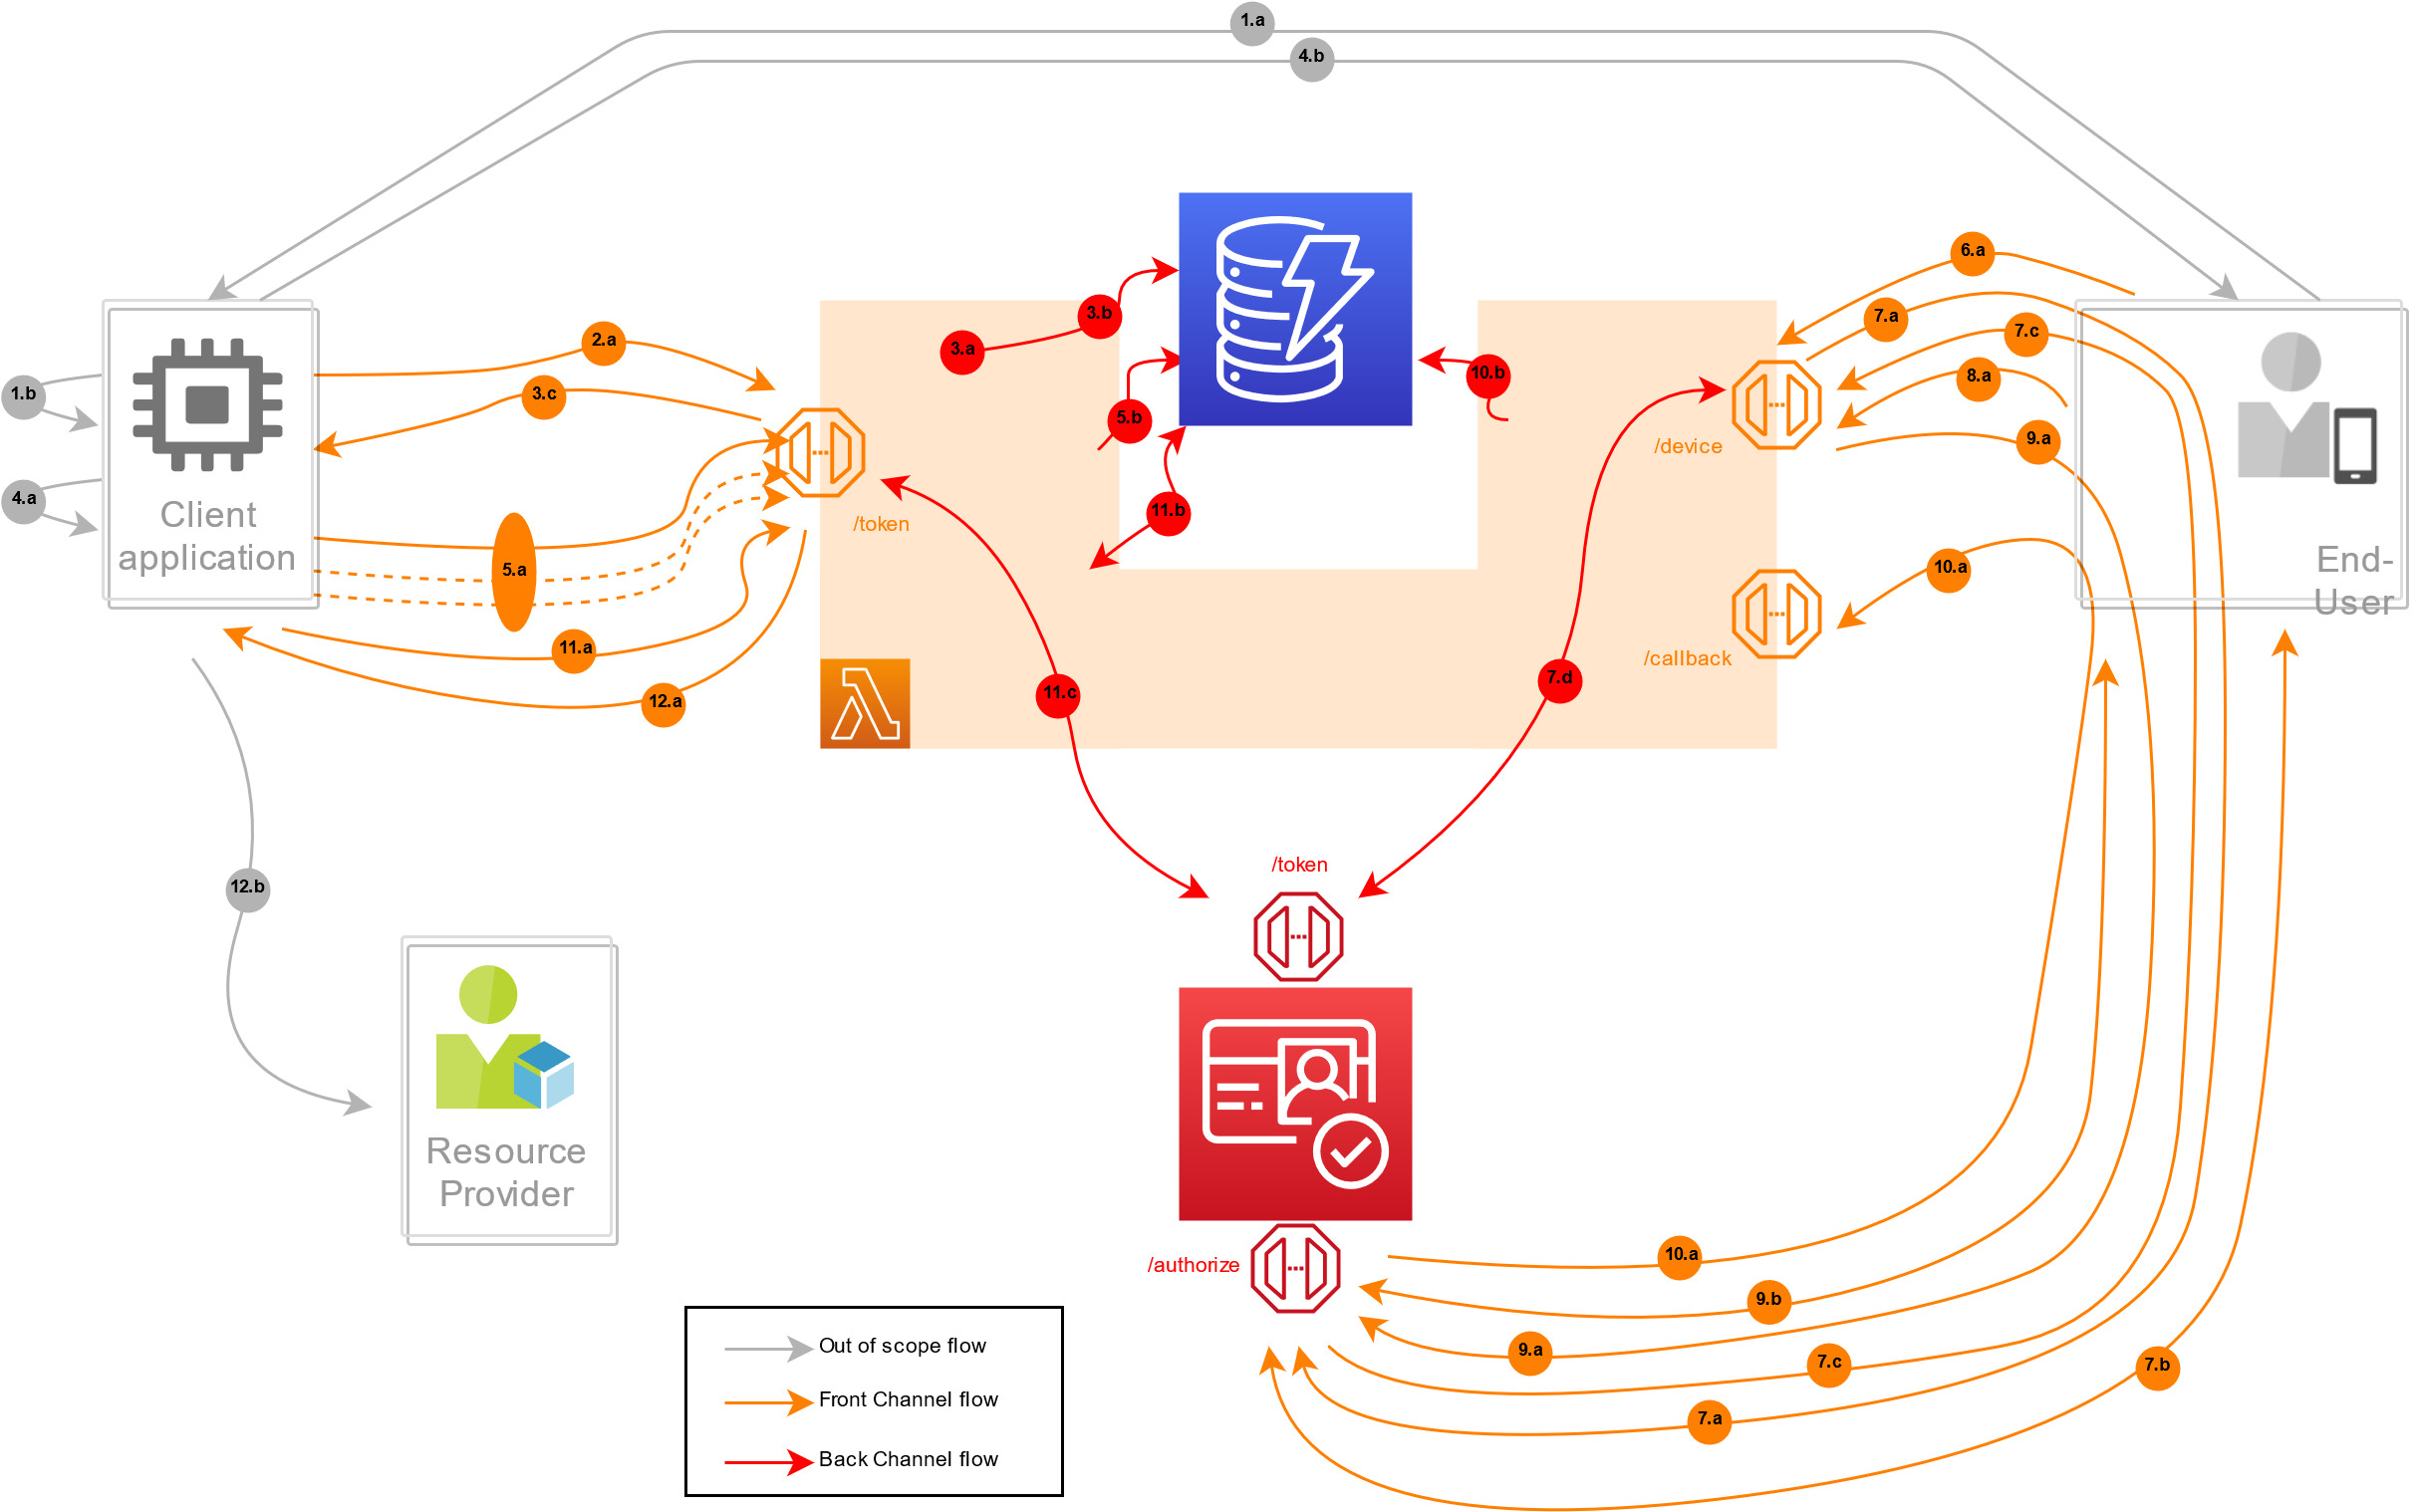 1.a
4.b
6.a
3.b
7.a
7.c
2.a
3.a
10.b
8.a
1.b
3.c
5.b
9.a
/device
4.a
Client
application
/token
11.b
5.a
10.a
End-
User
11.a
/callback
12.a
11.c
7.d
/token
12.b
Resource
Provider
/authorize
10.a
9.b
9.a
7.c
7.b
7.a
Out of scope flow
Front Channel flow
Back Channel flow